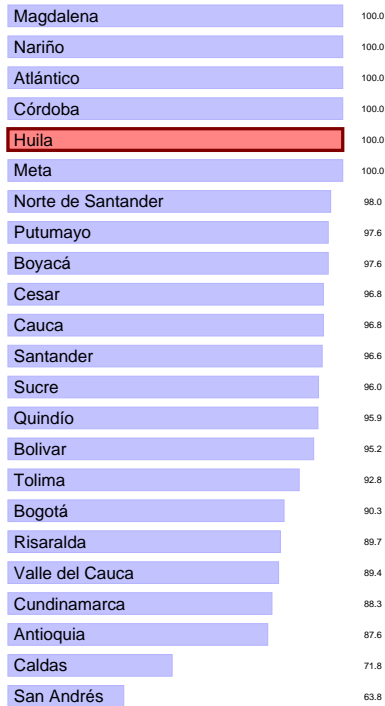 Magdalena 100.0
Nariño 100.0
Atlántico 100.0
Córdoba 100.0
Huila 100.0
Meta 100.0
Norte de Santander 98.0
Putumayo 97.6
Boyacá 97.6
Cesar 96.8
Cauca 96.8
Santander 96.6
Sucre 96.0
Quindío 95.9
Bolivar 95.2
Tolima 92.8
Bogotá 90.3
Risaralda 89.7
Valle del Cauca 89.4
Cundinamarca 88.3
Antioquia 87.6
Caldas 71.8
San Andrés 63.8